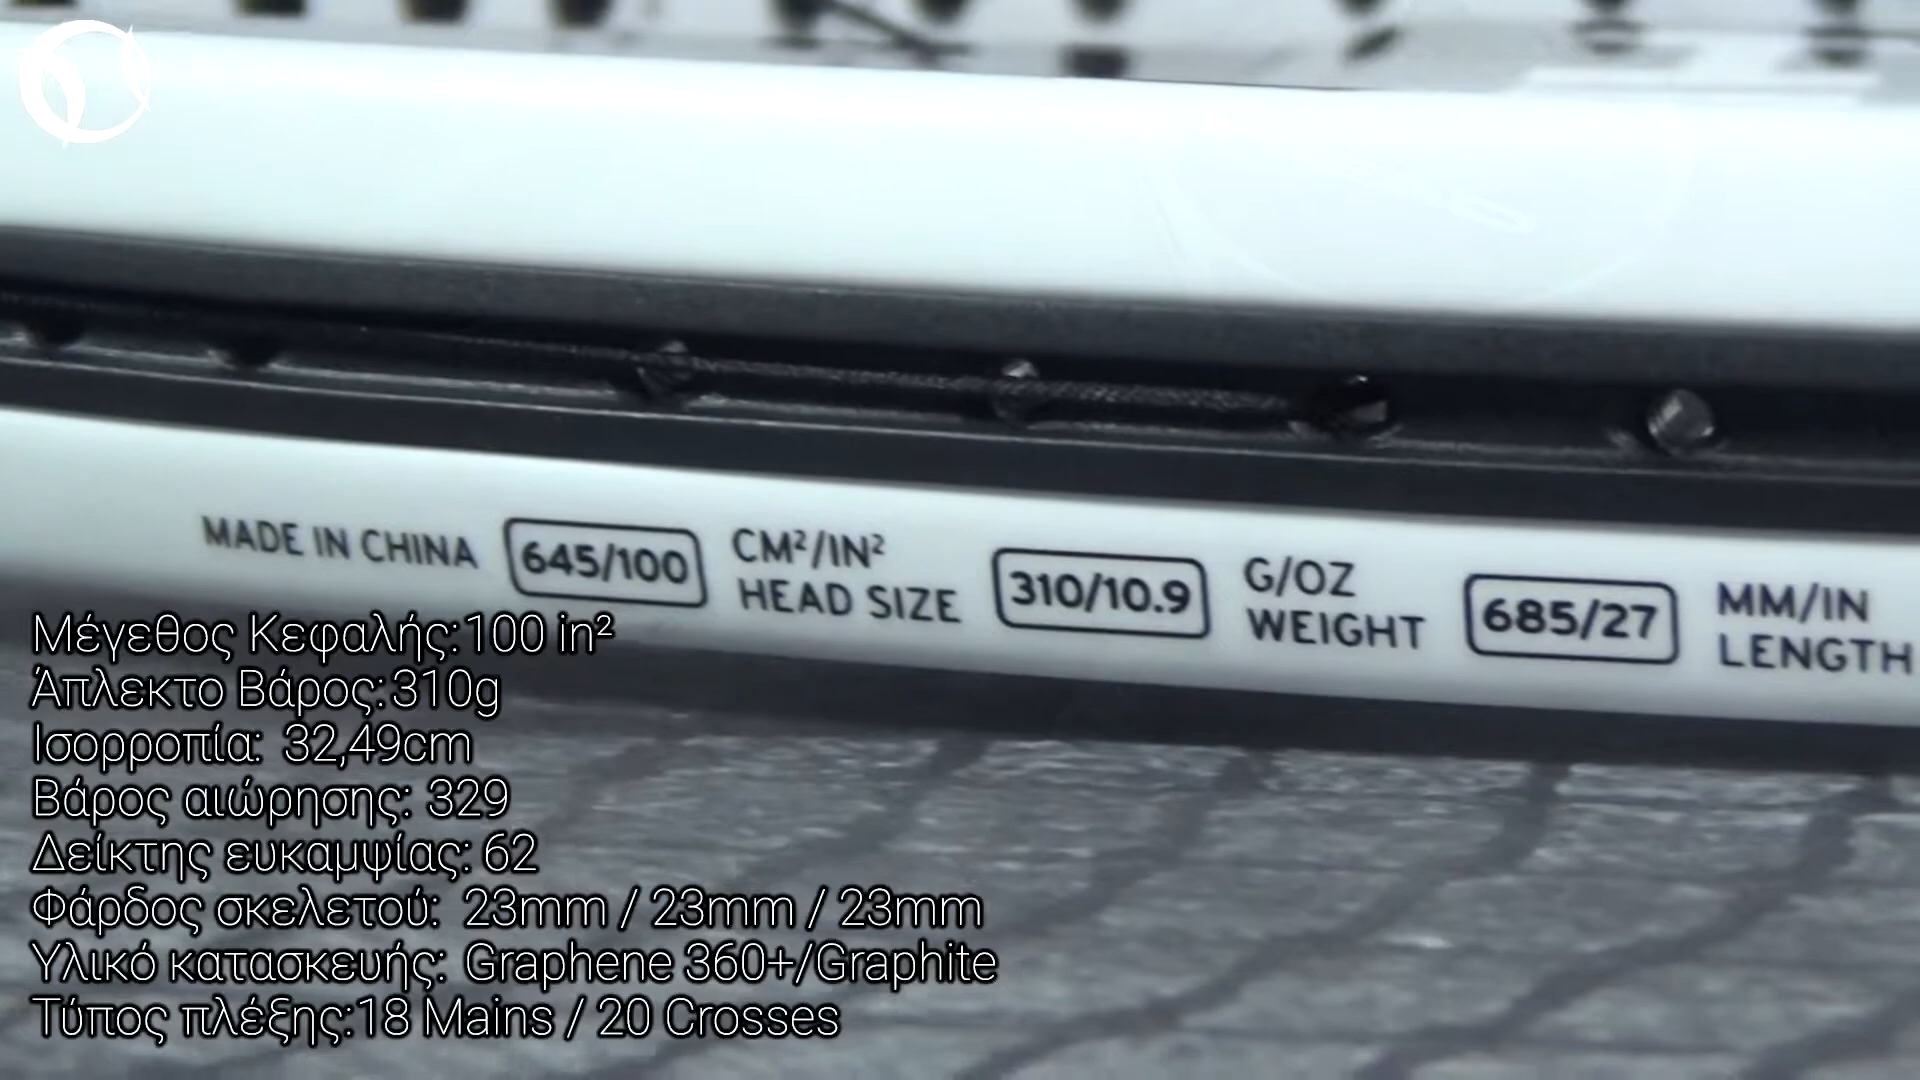 MADE IN CHINA 645/100 CM²/IN² HEAD SIZE 310/10.9 G/OZ WEIGHT 685/27 MM/IN LENGTH
Μέγεθος Κεφαλής:100 in²
Άπλεκτο Βάρος:310g
Ισορροπία: 32,49cm
Βάρος αιώρησης: 329
Δείκτης ευκαμψίας: 62
Φάρδος σκελετού: 23mm / 23mm / 23mm
Υλικό κατασκευής: Graphene 360+/Graphite
Τύπος πλέξης:18 Mains / 20 Crosses